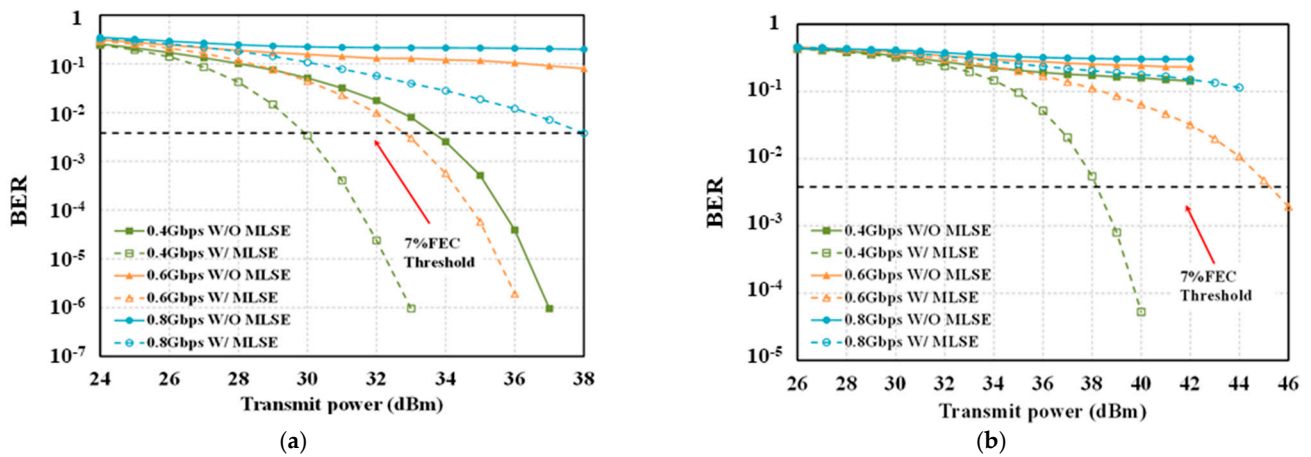 1
10-1
10-2
10-3
10-4
10-5
10-6
10-7
BER
7%FEC
Threshold
0.4Gbps W/O MLSE
0.4Gbps W/ MLSE
0.6Gbps W/O MLSE
0.6Gbps W/ MLSE
0.8Gbps W/O MLSE
0.8Gbps W/ MLSE
24 26 28 30 32 34 36 38
Transmit power (dBm)
(a)
1
10-1
10-2
10-3
10-4
10-5
BER
7%FEC
Threshold
0.4Gbps W/O MLSE
0.4Gbps W/ MLSE
0.6Gbps W/O MLSE
0.6Gbps W/ MLSE
0.8Gbps W/O MLSE
0.8Gbps W/ MLSE
26 28 30 32 34 36 38 40 42 44 46
Transmit power (dBm)
(b)